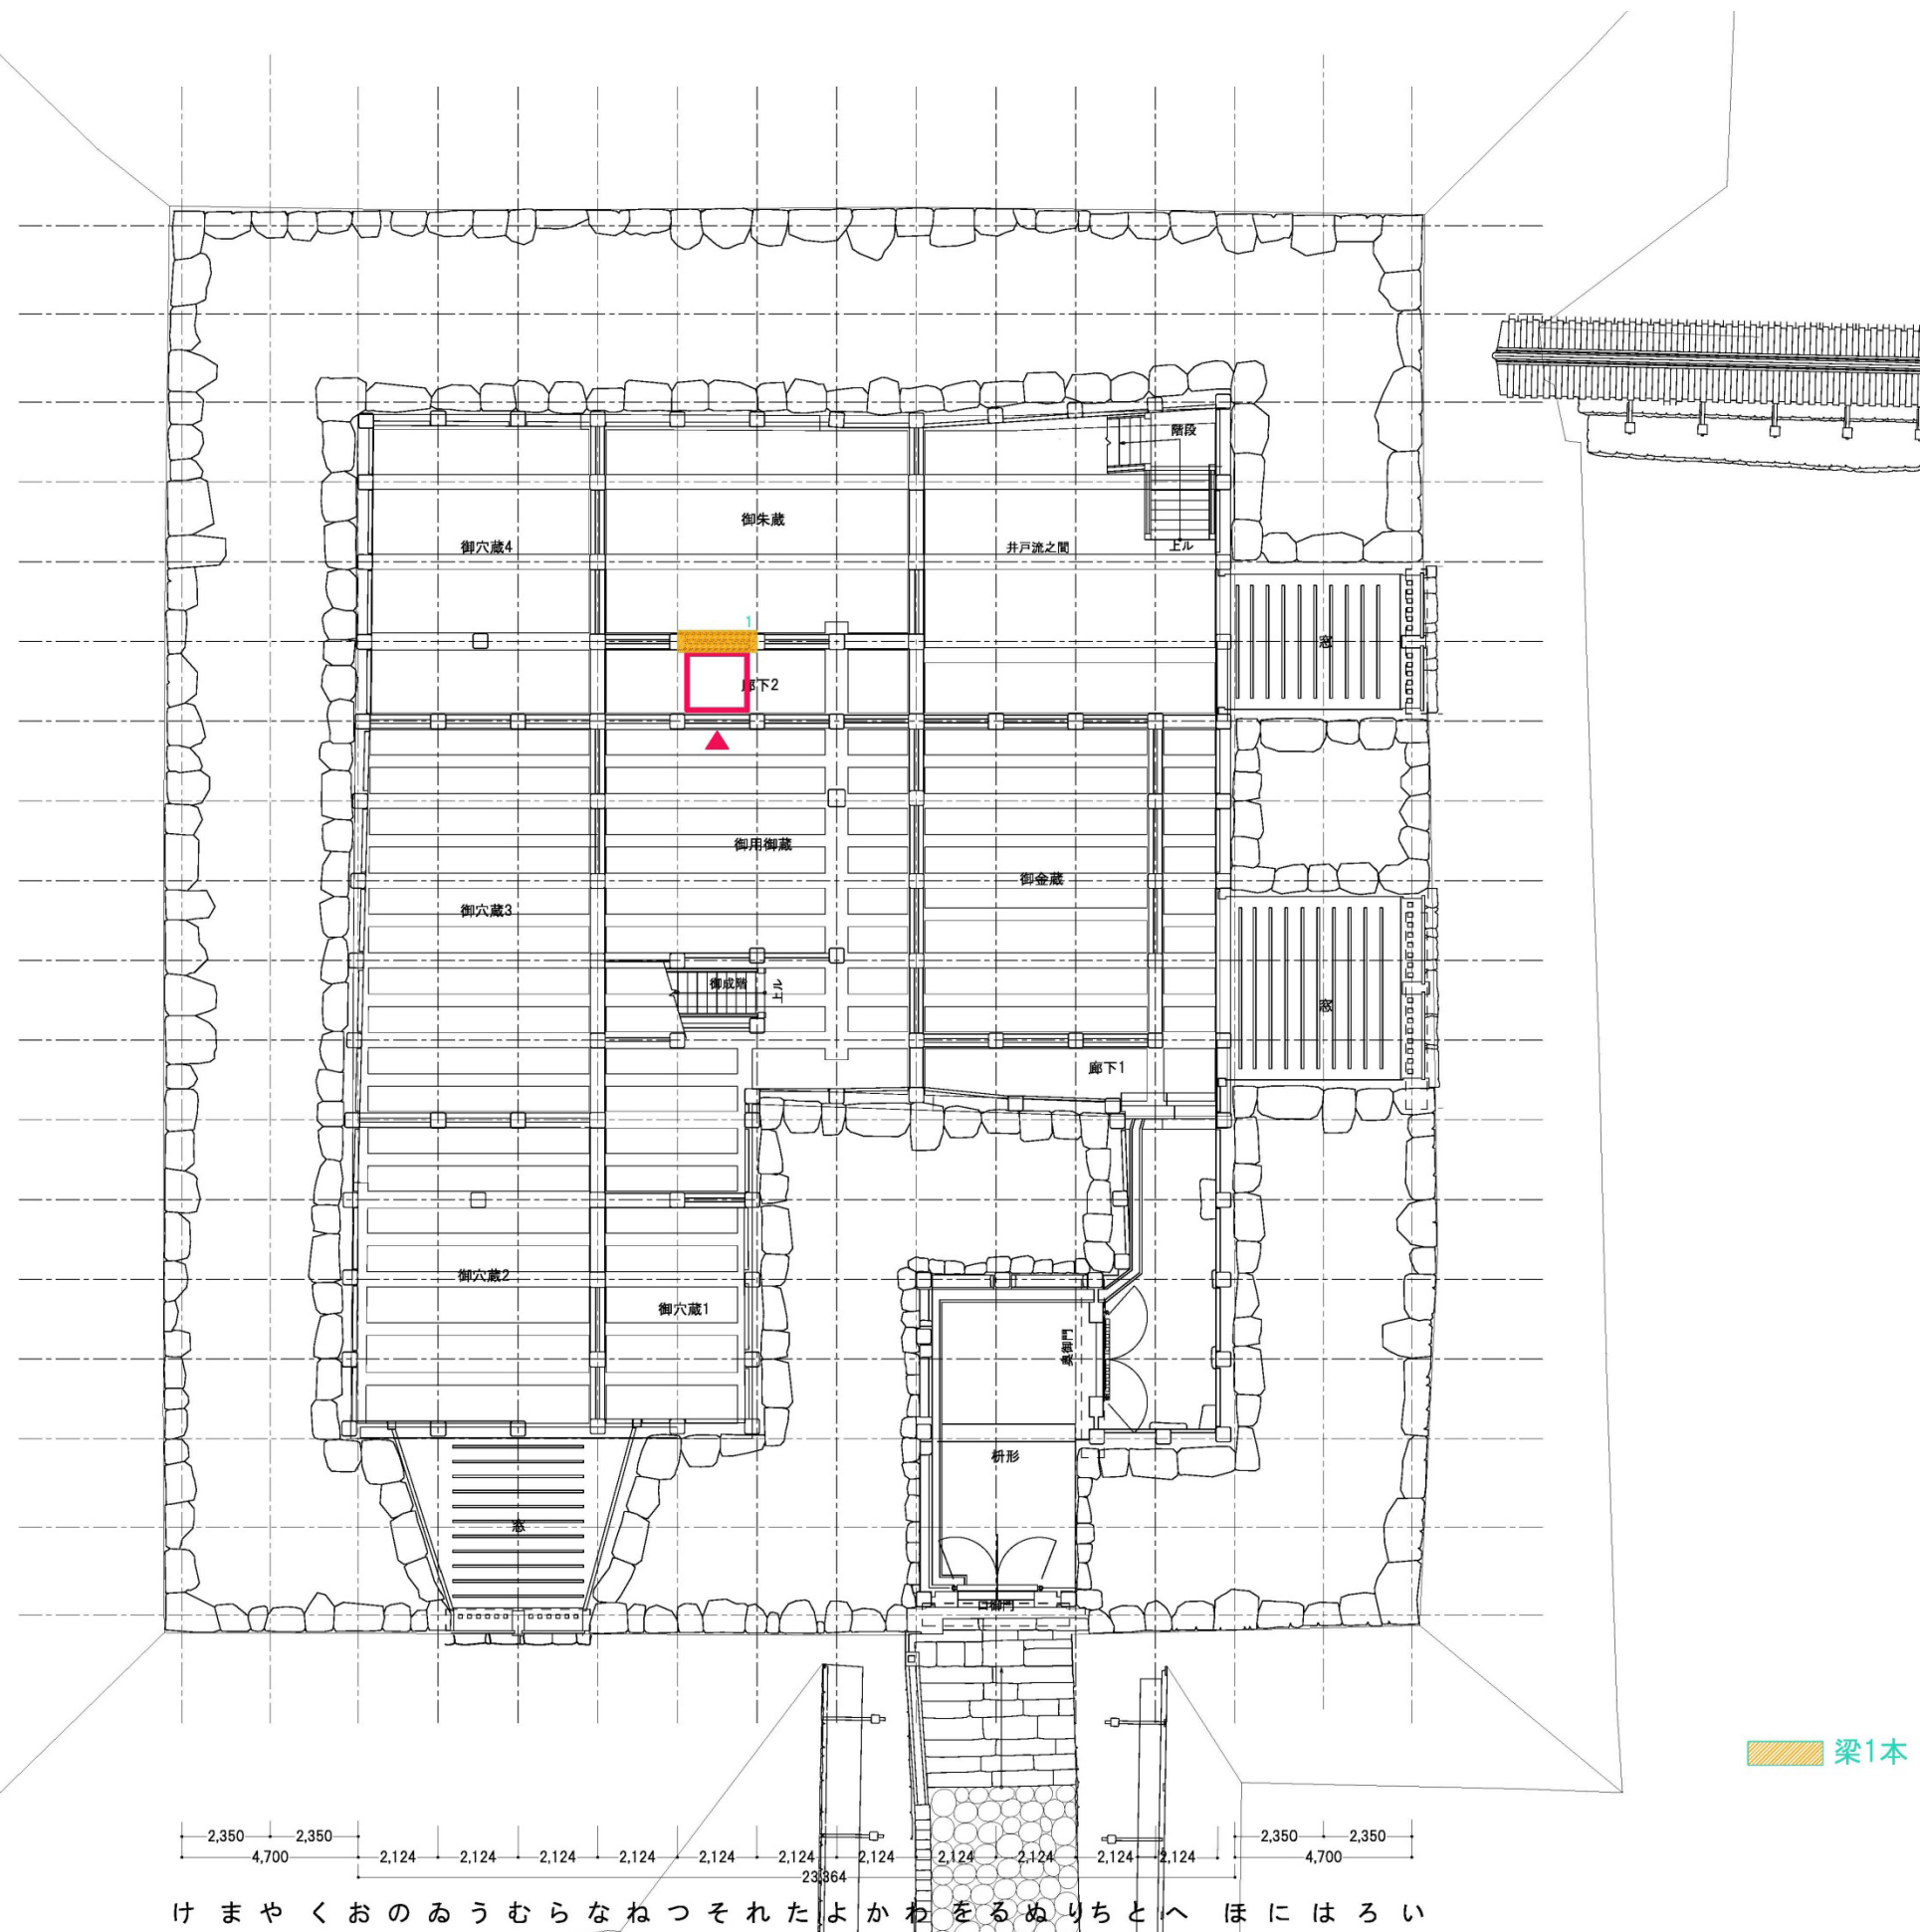 階段
御朱蔵
御穴蔵4
井戸流之間
上ル
1
窓
廊下2
御用御蔵
御金蔵
御穴蔵3
御成階
上ル
窓
廊下1
御穴蔵2
御穴蔵1
奥御門
枡形
窓
口御門
梁1本
2,350 2,350 2,350 2,350
4,700 2,124 2,124 2,124 2,124 2,124 2,124 2,124 2,124 2,124 2,124 2,124 4,700
23,364
け ま や く お の ゐ う む ら な ね つ そ れ た よ か わ を る ぬ り ち と へ ほ に は ろ い